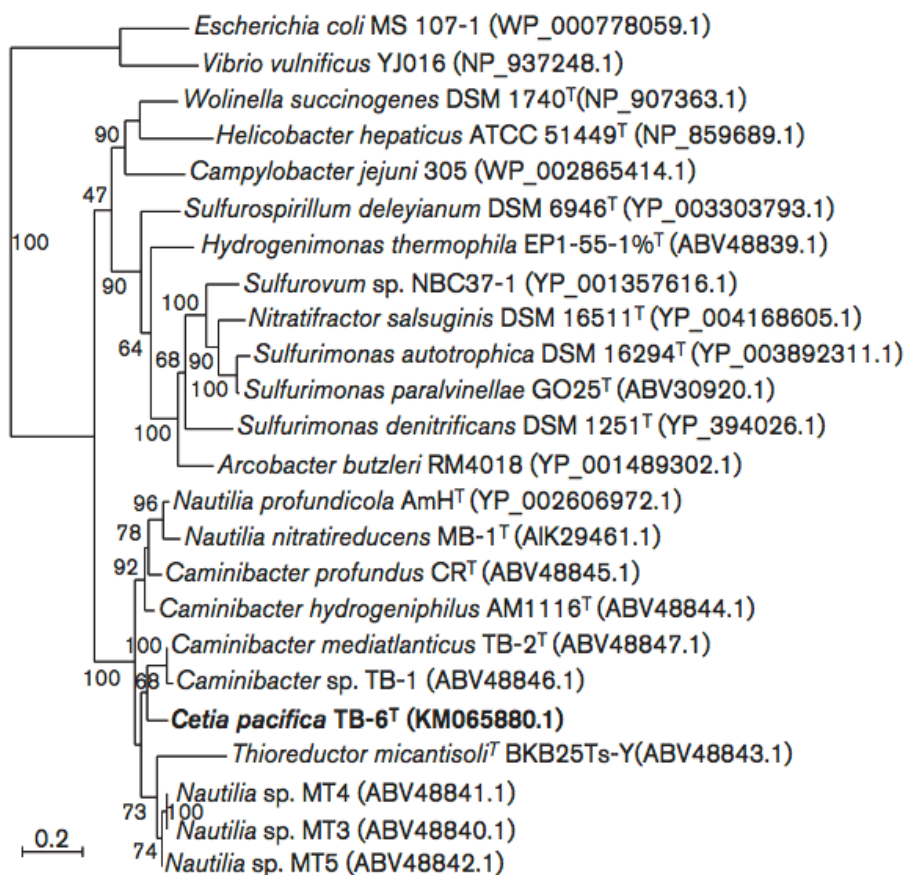 Escherichia coli MS 107-1 (WP_000778059.1)
Vibrio vulnificus YJ016 (NP_937248.1)
Wolinella succinogenes DSM 1740ᵀ(NP_907363.1)
90
Helicobacter hepaticus ATCC 51449ᵀ (NP_859689.1)
Campylobacter jejuni 305 (WP_002865414.1)
47
Sulfurospirillum deleyianum DSM 6946ᵀ (YP_003303793.1)
100
Hydrogenimonas thermophila EP1-55-1%ᵀ (ABV48839.1)
90
Sulfurovum sp. NBC37-1 (YP_001357616.1)
100
Nitratifractor salsuginis DSM 16511ᵀ (YP_004168605.1)
64
68
90
Sulfurimonas autotrophica DSM 16294ᵀ (YP_003892311.1)
100
Sulfurimonas paralvinellae GO25ᵀ (ABV30920.1)
Sulfurimonas denitrificans DSM 1251ᵀ (YP_394026.1)
100
Arcobacter butzleri RM4018 (YP_001489302.1)
96
Nautilia profundicola AmHᵀ (YP_002606972.1)
78
Nautilia nitratireducens MB-1ᵀ (AIK29461.1)
92
Caminibacter profundus CRᵀ (ABV48845.1)
Caminibacter hydrogeniphilus AM1116ᵀ (ABV48844.1)
100
Caminibacter mediatlanticus TB-2ᵀ (ABV48847.1)
100
68
Caminibacter sp. TB-1 (ABV48846.1)
Cetia pacifica TB-6ᵀ (KM065880.1)
Thioreductor micantisoliᵀ BKB25Ts-Y(ABV48843.1)
Nautilia sp. MT4 (ABV48841.1)
73
100
Nautilia sp. MT3 (ABV48840.1)
0.2
74
Nautilia sp. MT5 (ABV48842.1)